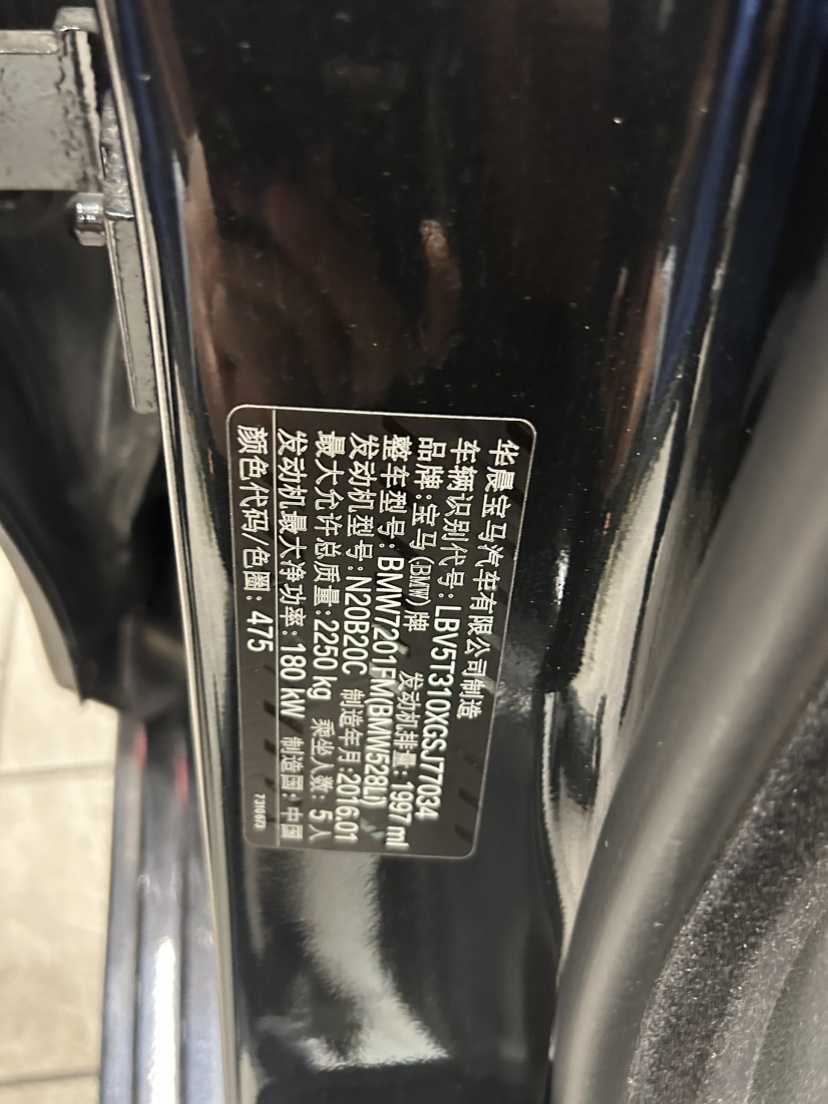 华晨宝马汽车有限公司制造
车辆识别代号:LBV5T310XGSJ77034
品牌:宝马(BMW)牌 发动机排量:1997 ml
整车型号:BMW7201FM(BMW528Li)
发动机型号:N20B20C 制造年月:2016.01
最大允许总质量:2250 kg 乘坐人数:5人
发动机最大净功率:180 kW 制造国:中国
颜色代码/色圈:475